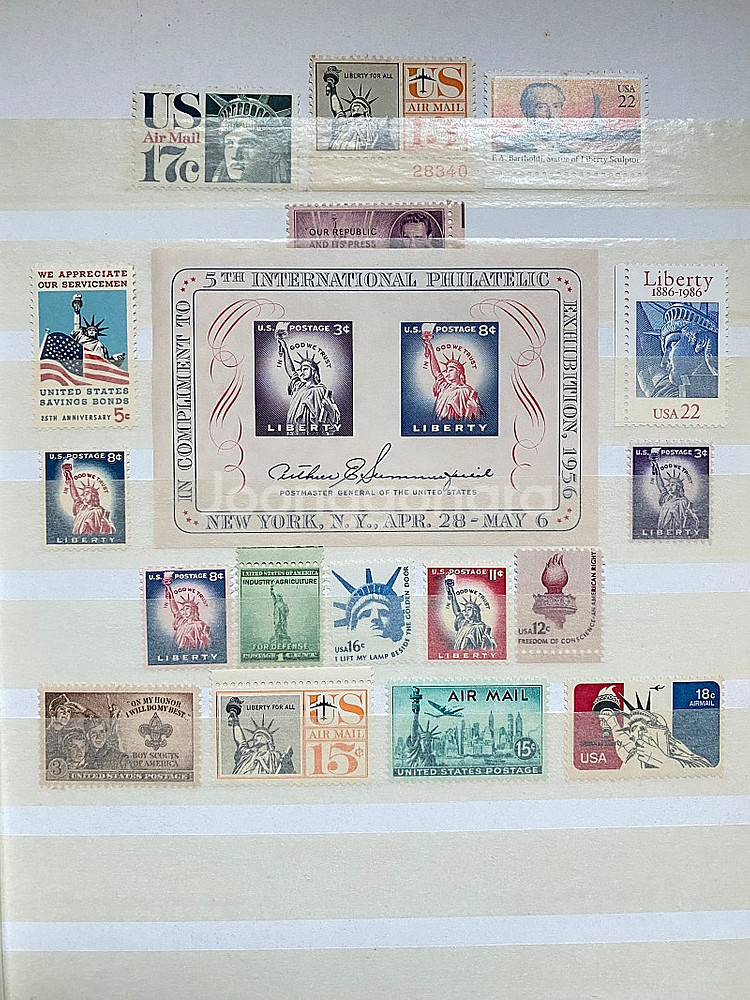 US
Air Mail
17c
LIBERTY FOR ALL
US
AIR MAIL
15¢
28340
USA
22
F.A. Bartholdi, Statue of Liberty Sculptor
"OUR REPUBLIC
AND ITS PRESS
WE APPRECIATE
OUR SERVICEMEN
UNITED STATES
SAVINGS BONDS
25TH ANNIVERSARY 5c
5TH INTERNATIONAL PHILATELIC
IN COMPLIMENT TO
EXHIBITION, 1956
U.S. POSTAGE 3¢
IN GOD WE TRUST
LIBERTY
U.S. POSTAGE 8¢
IN GOD WE TRUST
LIBERTY
Arthur E. Summerfield
POSTMASTER GENERAL OF THE UNITED STATES
NEW YORK, N.Y., APR. 28 - MAY 6
Liberty
1886-1986
USA 22
U.S. POSTAGE 8¢
IN GOD WE TRUST
LIBERTY
U.S. POSTAGE 3¢
IN GOD WE TRUST
LIBERTY
U.S. POSTAGE 8¢
IN GOD WE TRUST
LIBERTY
UNITED STATES OF AMERICA
INDUSTRY AGRICULTURE
FOR DEFENSE
POSTAGE 1 CENT
USA 16c
I LIFT MY LAMP BESIDE THE GOLDEN DOOR
U.S. POSTAGE 11¢
IN GOD WE TRUST
LIBERTY
USA 12c
FREEDOM OF CONSCIENCE-AN AMERICAN RIGHT
"ON MY HONOR
I WILL DO MY BEST."
BOY SCOUTS
OF AMERICA
3¢
UNITED STATES POSTAGE
LIBERTY FOR ALL
US
AIR MAIL
15¢
AIR MAIL
15¢
UNITED STATES POSTAGE
USA
18c
AIRMAIL